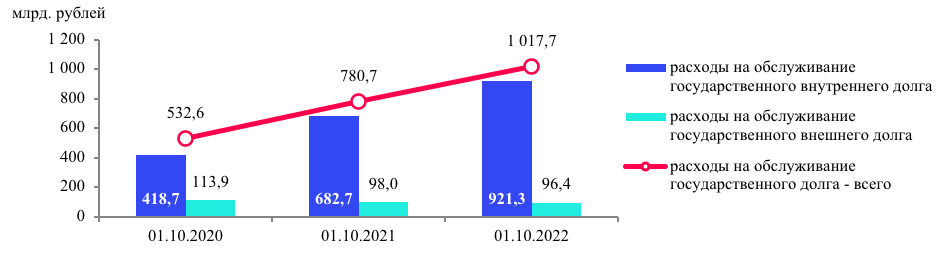 млрд. рублей
1 200
1 000
800
600
400
200
0
532,6
780,7
1 017,7
418,7
113,9
682,7
98,0
921,3
96,4
01.10.2020
01.10.2021
01.10.2022
расходы на обслуживание
государственного внутреннего долга
расходы на обслуживание
государственного внешнего долга
расходы на обслуживание
государственного долга - всего